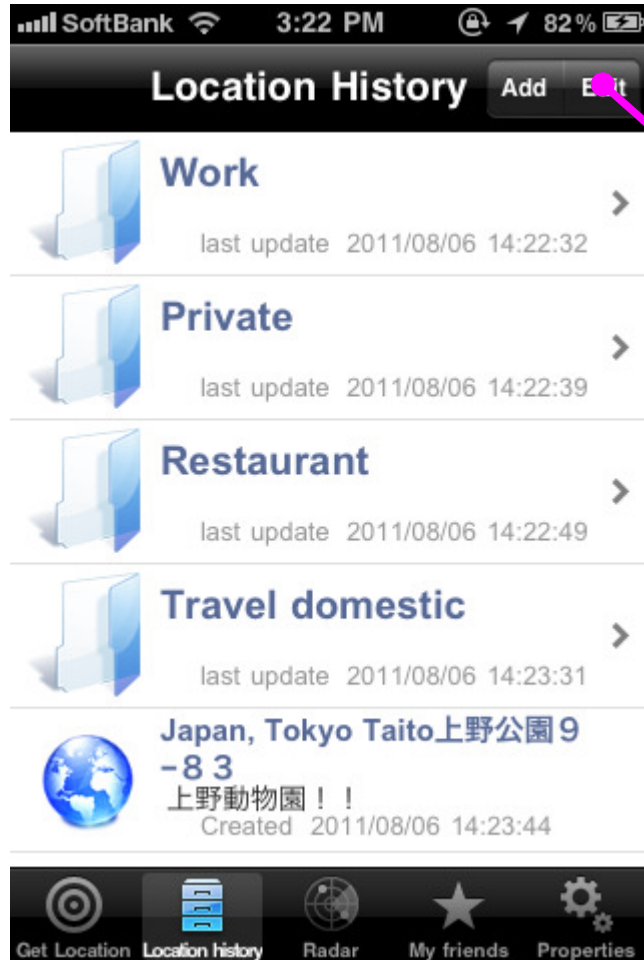 SoftBank 3:22 PM 82%
Location History Add Edit
Work
last update 2011/08/06 14:22:32
Private
last update 2011/08/06 14:22:39
Restaurant
last update 2011/08/06 14:22:49
Travel domestic
last update 2011/08/06 14:23:31
Japan, Tokyo Taito上野公園９
−８３
上野動物園！！
Created 2011/08/06 14:23:44
Get Location Location history Radar My friends Properties